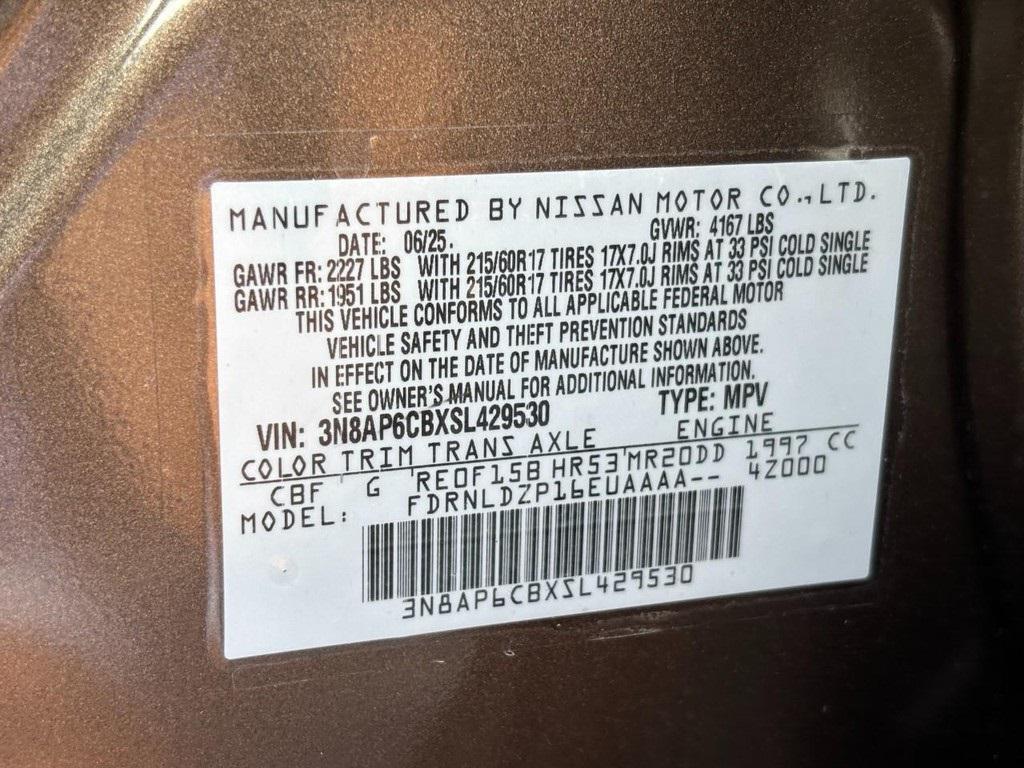 MANUFACTURED BY NISSAN MOTOR CO., LTD.
DATE: 06/25. GVWR: 4167 LBS
GAWR FR: 2227 LBS WITH 215/60R17 TIRES 17X7.0J RIMS AT 33 PSI COLD SINGLE
GAWR RR: 1951 LBS WITH 215/60R17 TIRES 17X7.0J RIMS AT 33 PSI COLD SINGLE
THIS VEHICLE CONFORMS TO ALL APPLICABLE FEDERAL MOTOR
VEHICLE SAFETY AND THEFT PREVENTION STANDARDS
IN EFFECT ON THE DATE OF MANUFACTURE SHOWN ABOVE.
SEE OWNER'S MANUAL FOR ADDITIONAL INFORMATION.
VIN: 3N8AP6CBXSL429530 TYPE: MPV
COLOR TRIM TRANS AXLE ENGINE
CBF G RE0F15B HR53 MR20DD 1997 CC
MODEL: FDRNLDZP16EUAAAA-- 4Z000
3N8AP6CBXSL429530